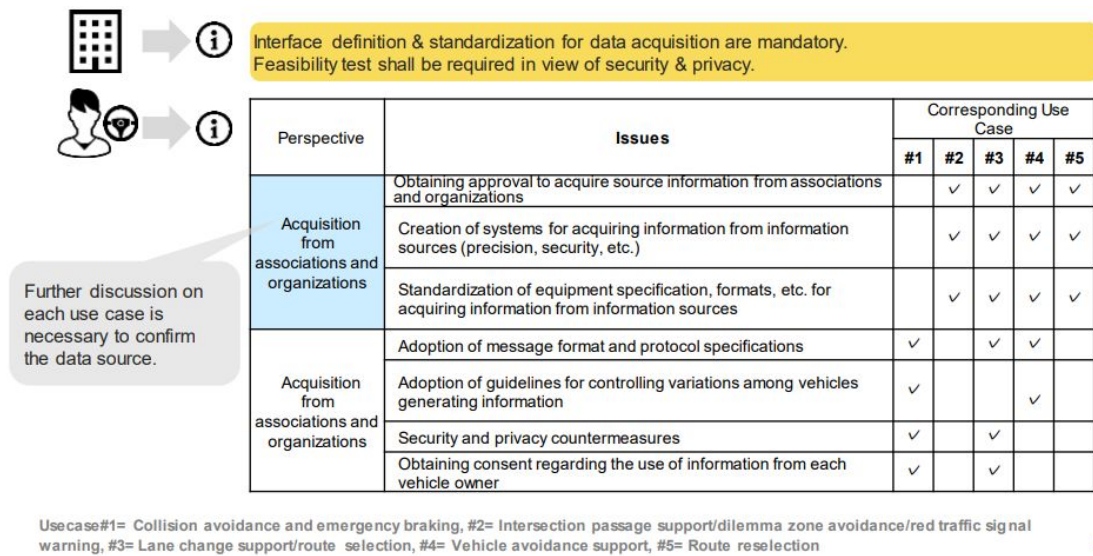 Interface definition & standardization for data acquisition are mandatory.
Feasibility test shall be required in view of security & privacy.
Perspective
Issues
Corresponding Use
Case
#1 #2 #3 #4 #5
Acquisition
from
associations and
organizations
Obtaining approval to acquire source information from associations
and organizations
✓ ✓ ✓ ✓
Creation of systems for acquiring information from information
sources (precision, security, etc.)
✓ ✓ ✓ ✓
Standardization of equipment specification, formats, etc. for
acquiring information from information sources
✓ ✓ ✓ ✓
Further discussion on
each use case is
necessary to confirm
the data source.
Acquisition
from
associations and
organizations
Adoption of message format and protocol specifications
✓ ✓ ✓
Adoption of guidelines for controlling variations among vehicles
generating information
✓ ✓
Security and privacy countermeasures
✓ ✓
Obtaining consent regarding the use of information from each
vehicle owner
✓ ✓
Usecase#1= Collision avoidance and emergency braking, #2= Intersection passage support/dilemma zone avoidance/red traffic signal
warning, #3= Lane change support/route selection, #4= Vehicle avoidance support, #5= Route reselection